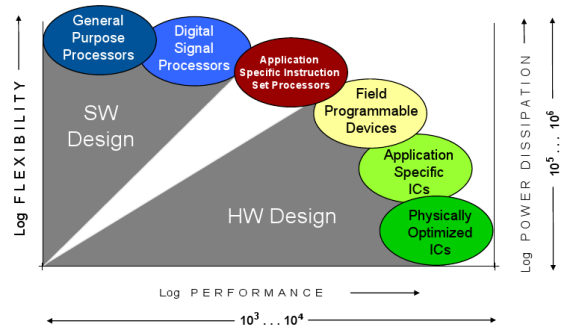 General
Purpose
Processors
Digital
Signal
Processors
Application
Specific Instruction
Set Processors
Field
Programmable
Devices
Application
Specific
ICs
Physically
Optimized
ICs
SW
Design
HW Design
Log FLEXIBILITY
Log POWER DISSIPATION
10⁵ . . . 10⁶
Log PERFORMANCE
10³ . . . 10⁴